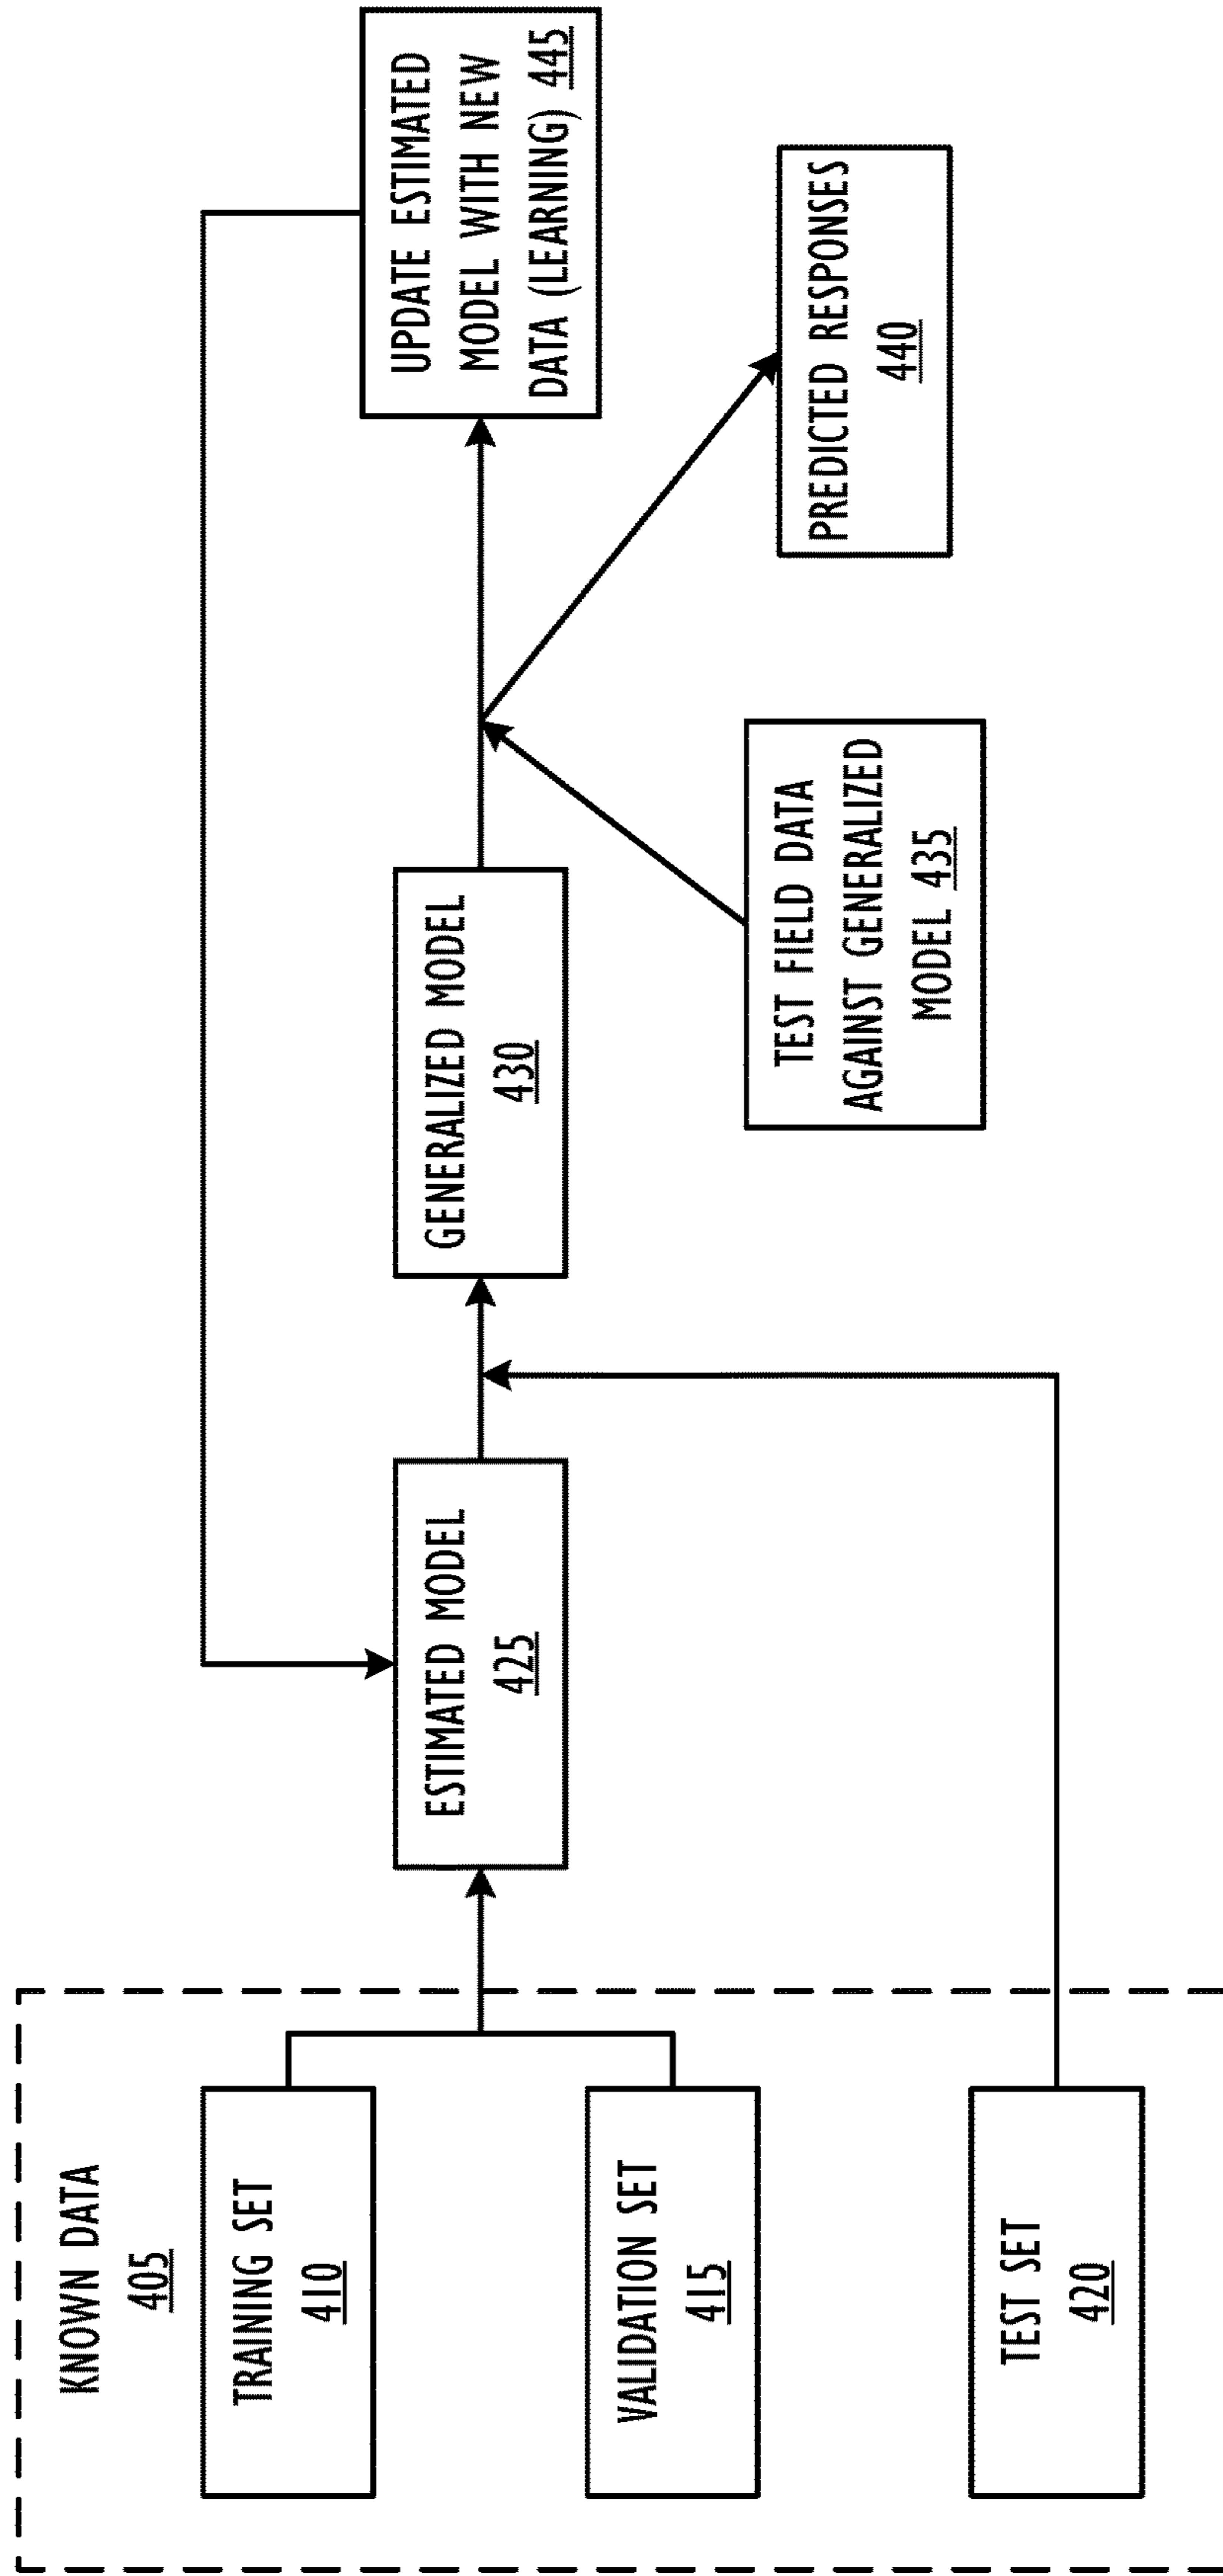 KNOWN DATA
405
TRAINING SET
410
VALIDATION SET
415
TEST SET
420
ESTIMATED MODEL
425
GENERALIZED MODEL
430
TEST FIELD DATA
AGAINST GENERALIZED
MODEL 435
PREDICTED RESPONSES
440
UPDATE ESTIMATED
MODEL WITH NEW
DATA (LEARNING) 445